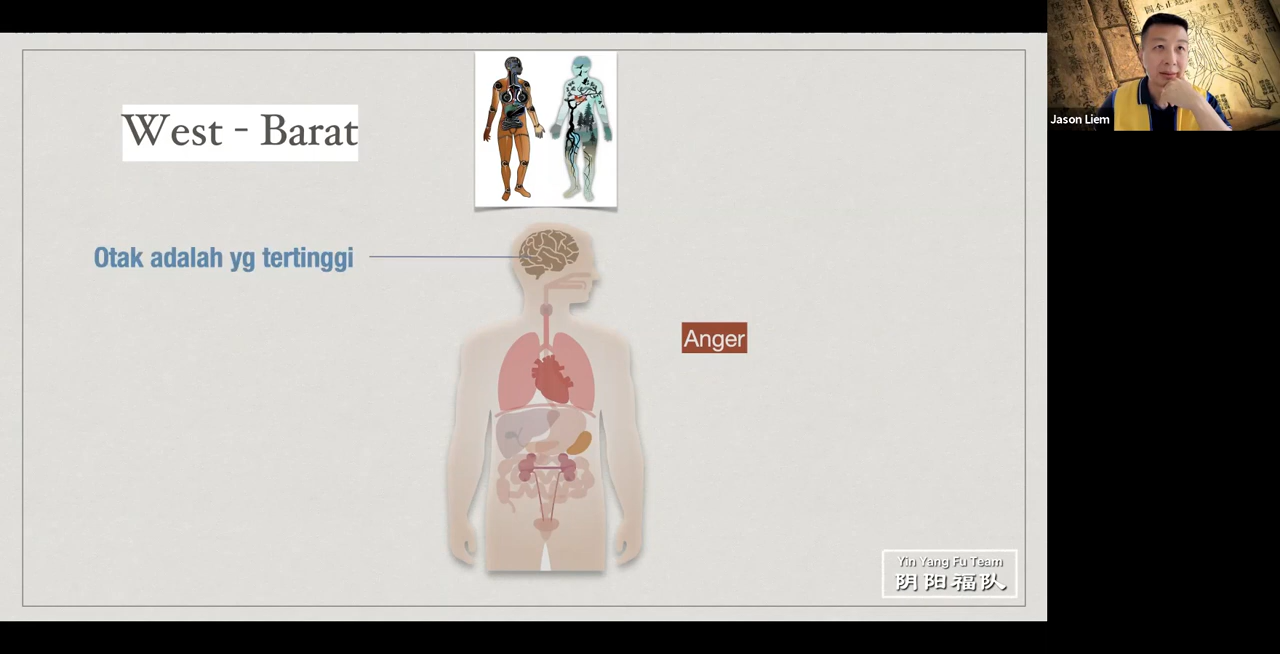 West - Barat
Otak adalah yg tertinggi
Anger
Yin Yang Fu Team
阴阳福队
Jason Liem